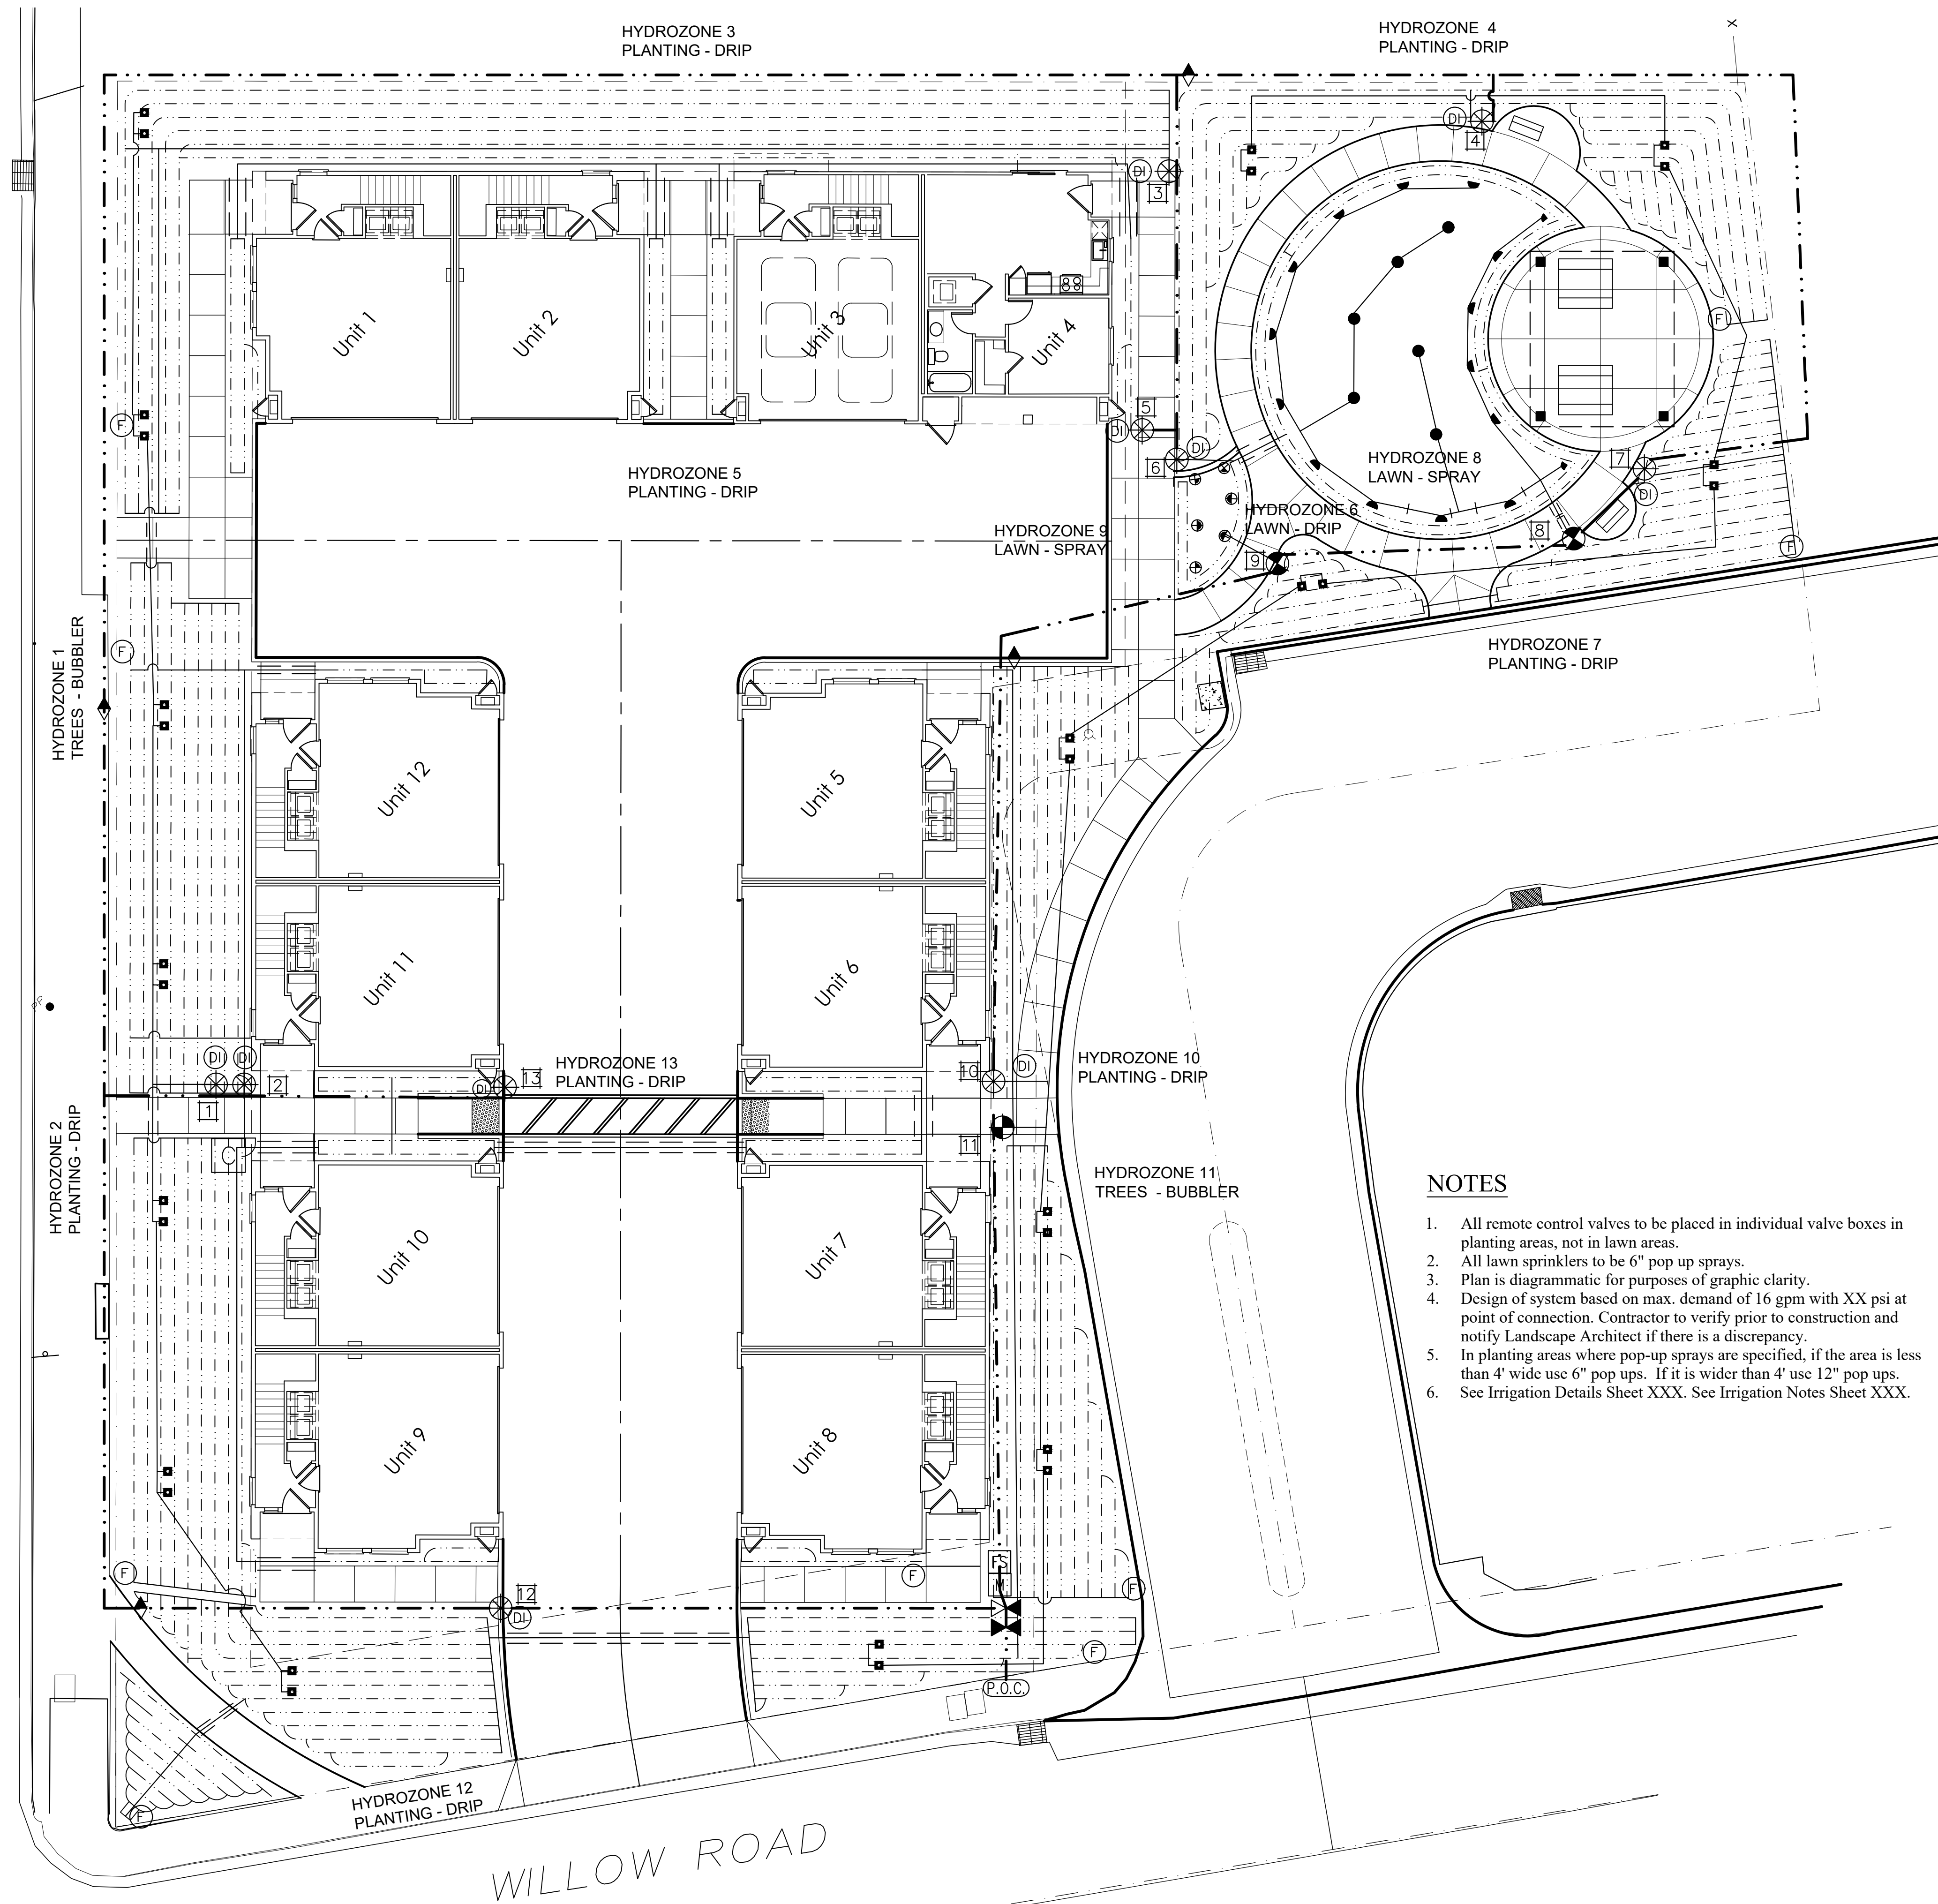 HYDROZONE 3
PLANTING - DRIP
HYDROZONE 4
PLANTING - DRIP
X
DI
4
DI
3
Unit 1
Unit 2
Unit 3
Unit 4
F
F
5
DI
DI
6
HYDROZONE 5
PLANTING - DRIP
HYDROZONE 8
LAWN - SPRAY
7
DI
HYDROZONE 6
LAWN - DRIP
HYDROZONE 9
LAWN - SPRAY
8
9
F
HYDROZONE 1
TREES - BUBBLER
F
HYDROZONE 7
PLANTING - DRIP
Unit 12
Unit 5
Unit 11
Unit 6
DI
DI
2
1
HYDROZONE 13
PLANTING - DRIP
DI
13
10
DI
HYDROZONE 10
PLANTING - DRIP
11
HYDROZONE 2
PLANTING - DRIP
HYDROZONE 11
TREES - BUBBLER
Unit 10
Unit 7
Unit 9
Unit 8
NOTES
1. All remote control valves to be placed in individual valve boxes in
planting areas, not in lawn areas.
2. All lawn sprinklers to be 6" pop up sprays.
3. Plan is diagrammatic for purposes of graphic clarity.
4. Design of system based on max. demand of 16 gpm with XX psi at
point of connection. Contractor to verify prior to construction and
notify Landscape Architect if there is a discrepancy.
5. In planting areas where pop-up sprays are specified, if the area is less
than 4' wide use 6" pop ups. If it is wider than 4' use 12" pop ups.
6. See Irrigation Details Sheet XXX. See Irrigation Notes Sheet XXX.
F
F
FS
M
F
12
DI
F
P.O.C.
F
HYDROZONE 12
PLANTING - DRIP
WILLOW ROAD